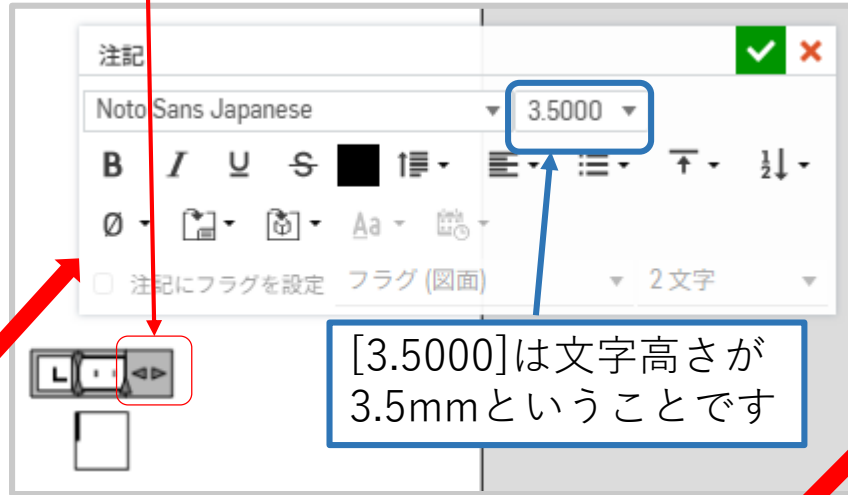 注記
Noto Sans Japanese 3.5000
B I U S
Aa
注記にフラグを設定 フラグ (図面) 2 文字
L
[3.5000]は文字高さが
3.5mmということです